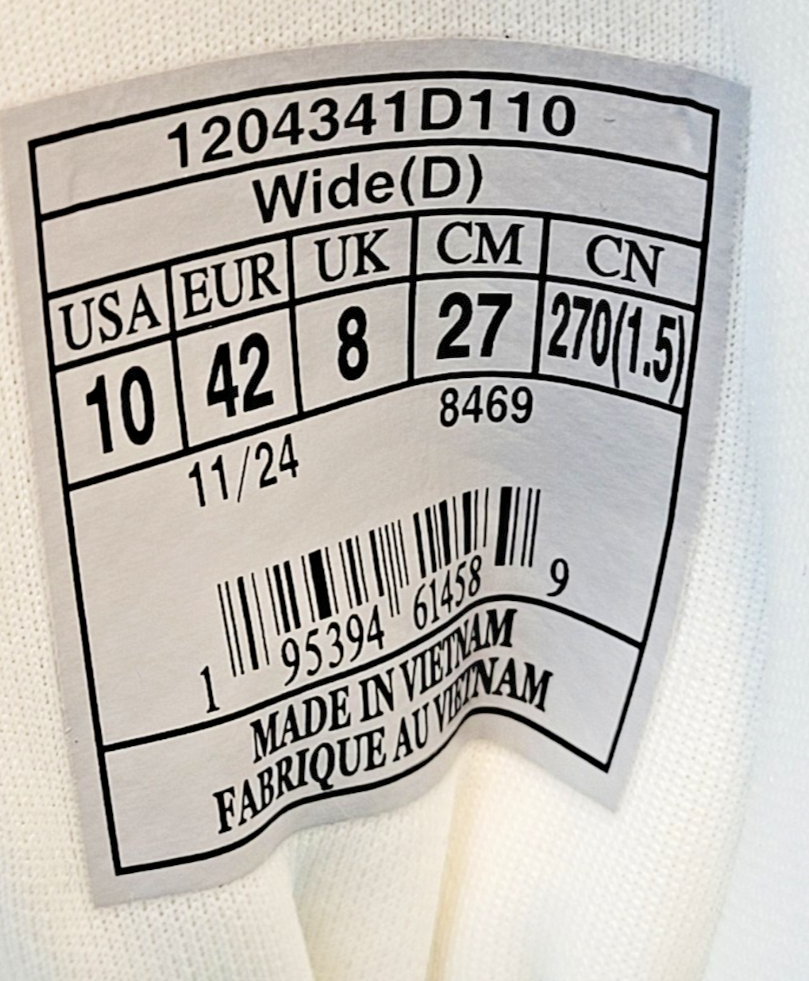 1204341D110
Wide(D)
USA EUR UK CM CN
10 42 8 27 270(1.5)
11/24 8469
1 95394 61458 9
MADE IN VIETNAM
FABRIQUE AU VIETNAM